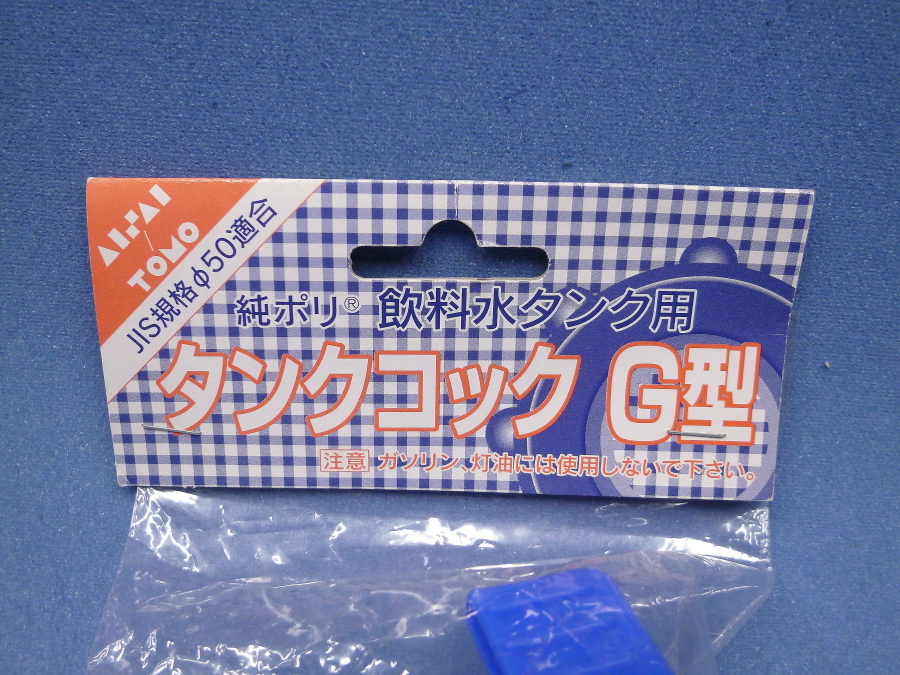 AISAI
TOMO
JIS規格φ50適合
純ポリ® 飲料水タンク用
タンクコック G型
注意 ガソリン、灯油には使用しないで下さい。